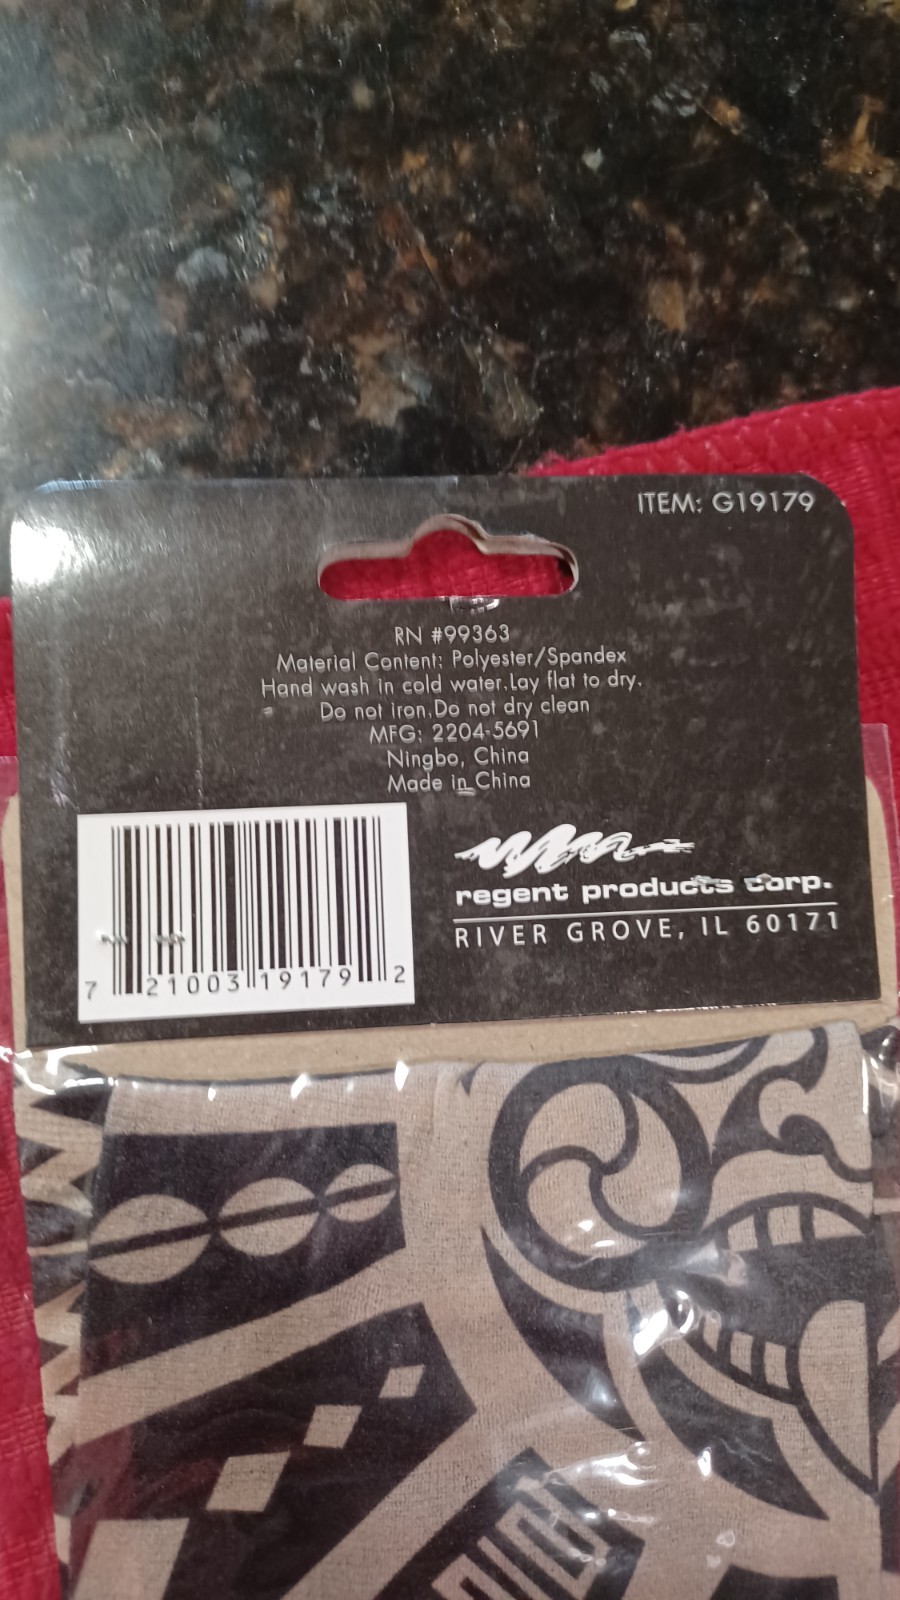 ITEM: G19179
RN #99363
Material Content: Polyester/Spandex
Hand wash in cold water.Lay flat to dry.
Do not iron.Do not dry clean
MFG: 2204-5691
Ningbo, China
Made in China
regent products corp.
RIVER GROVE, IL 60171
7 21003 19179 2